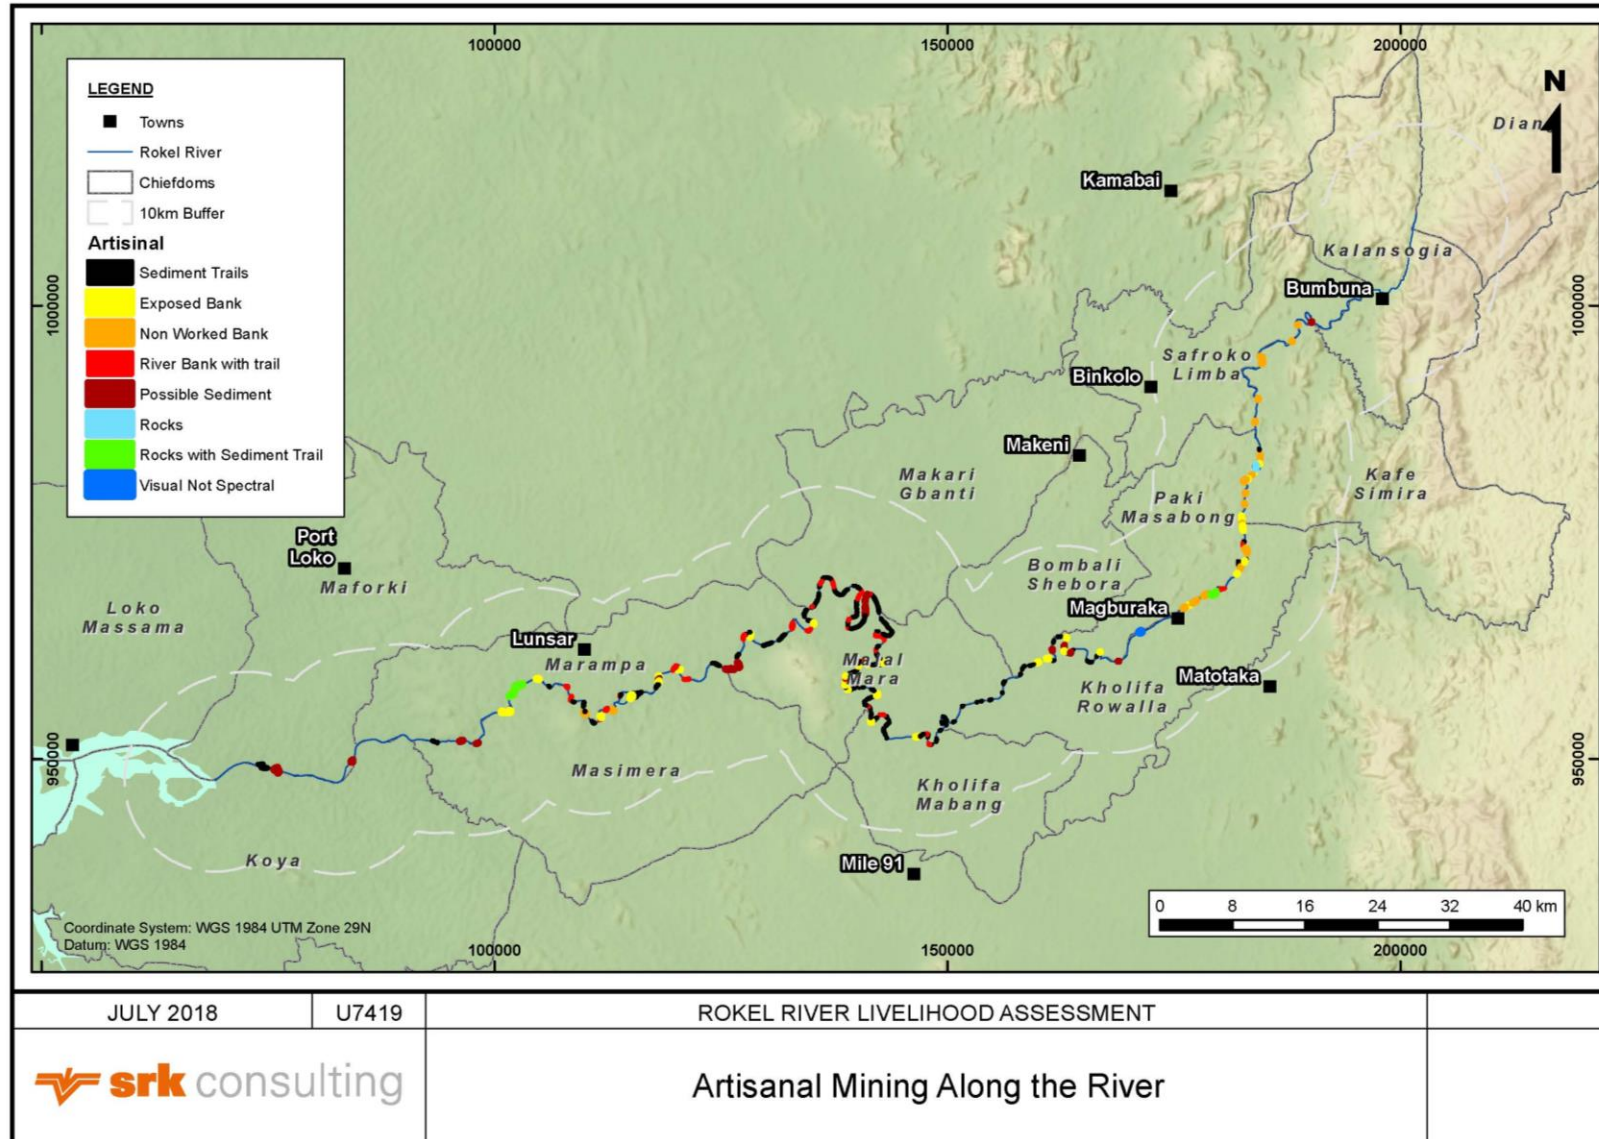 100000
150000
200000
N
LEGEND
Towns
Rokel River
Chiefdoms
10km Buffer
Artisinal
Sediment Trails
Exposed Bank
Non Worked Bank
River Bank with trail
Possible Sediment
Rocks
Rocks with Sediment Trail
Visual Not Spectral
Kamabai
Kalansogia
Bumbuna
1000000
1000000
Safroko
Limba
Binkolo
Makeni
Makari
Gbanti
Kafe
Simira
Paki
Masabong
Port
Loko
Maforki
Bombali
Shebora
Loko
Massama
Magburaka
Lunsar
Marampa
Malal
Mara
Matotaka
Kholifa
Rowalla
950000
950000
Masimera
Kholifa
Mabang
Koya
Mile 91
0 8 16 24 32 40 km
Coordinate System: WGS 1984 UTM Zone 29N
Datum: WGS 1984
100000
150000
200000
JULY 2018
U7419
ROKEL RIVER LIVELIHOOD ASSESSMENT
srk consulting
Artisanal Mining Along the River